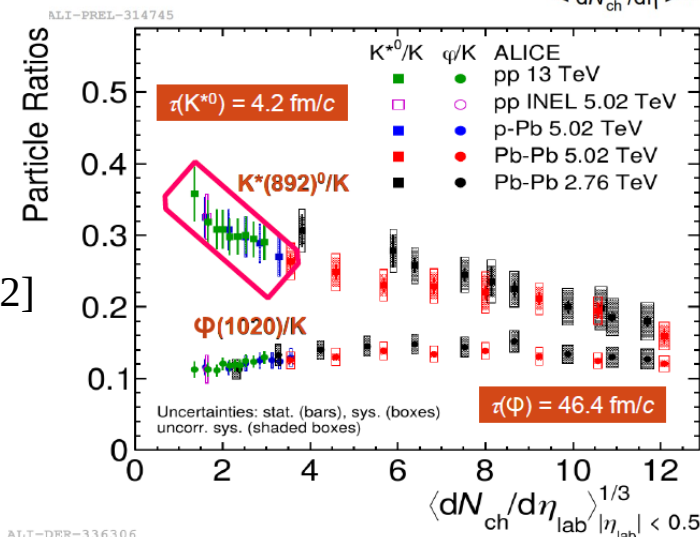 ⟨dN_ch/dη⟩
ALI-PREL-314745
K*⁰/K φ/K ALICE
pp 13 TeV
pp INEL 5.02 TeV
p-Pb 5.02 TeV
Pb-Pb 5.02 TeV
Pb-Pb 2.76 TeV
τ(K*⁰) = 4.2 fm/c
K*(892)⁰/K
φ(1020)/K
τ(φ) = 46.4 fm/c
Uncertainties: stat. (bars), sys. (boxes)
uncorr. sys. (shaded boxes)
Particle Ratios
0.5
0.4
0.3
0.2
0.1
0
2]
0 2 4 6 8 10 12
⟨dN_ch/dη_lab⟩^1/3 |η_lab| < 0.5
ALI-DER-336306